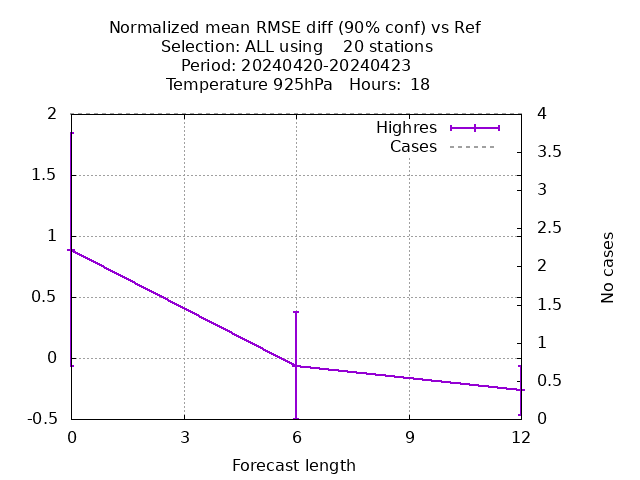 Normalized mean RMSE diff (90% conf) vs Ref
Selection: ALL using    20 stations
Period: 20240420-20240423
Temperature 925hPa   Hours:  18
Highres
Cases
2
1.5
1
0.5
0
-0.5
4
3.5
3
2.5
2
1.5
1
0.5
0
No cases
0 3 6 9 12
Forecast length